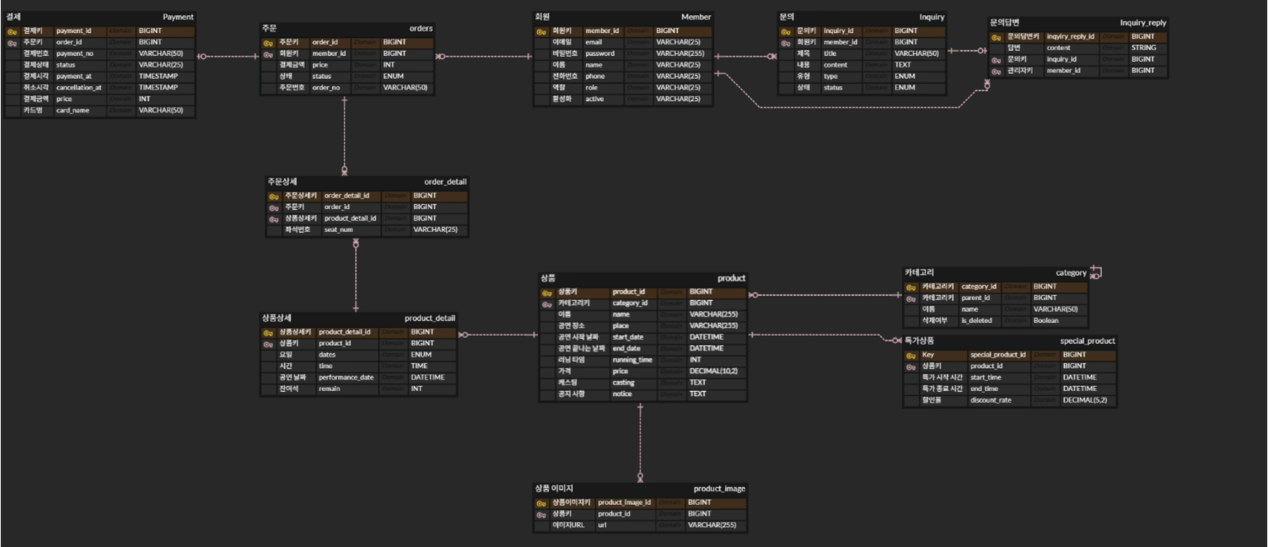 결제 Payment
결제키 payment_id BIGINT
주문키 order_id BIGINT
결제번호 payment_no VARCHAR(50)
결제상태 status VARCHAR(25)
결제시각 payment_at TIMESTAMP
취소시각 cancellation_at TIMESTAMP
결제금액 price INT
카드명 card_name VARCHAR(50)
주문 orders
주문키 order_id BIGINT
회원키 member_id BIGINT
결제금액 price INT
상태 status ENUM
주문번호 order_no VARCHAR(50)
회원 Member
회원키 member_id BIGINT
이메일 email VARCHAR(25)
비밀번호 password VARCHAR(255)
이름 name VARCHAR(25)
전화번호 phone VARCHAR(25)
역할 role VARCHAR(25)
활성화 active VARCHAR(25)
문의 Inquiry
문의키 inquiry_id BIGINT
회원키 member_id BIGINT
제목 title VARCHAR(50)
내용 content TEXT
유형 type ENUM
상태 status ENUM
문의답변 Inquiry_reply
문의답변키 inqyiry_reply_id BIGINT
답변 content STRING
문의키 inquiry_id BIGINT
관리자키 member_id BIGINT
주문상세 order_detail
주문상세키 order_detail_id BIGINT
주문키 order_id BIGINT
상품상세키 product_detail_id BIGINT
좌석번호 seat_num VARCHAR(25)
상품상세 product_detail
상품상세키 product_detail_id BIGINT
상품키 product_id BIGINT
요일 dates ENUM
시간 time TIME
공연 날짜 performance_date DATETIME
잔여석 remain INT
상품 product
상품키 product_id BIGINT
카테고리키 category_id BIGINT
이름 name VARCHAR(255)
공연 장소 place VARCHAR(255)
공연 시작 날짜 start_date DATETIME
공연 끝나는 날짜 end_date DATETIME
러닝 타임 running_time INT
가격 price DECIMAL(10,2)
캐스팅 casting TEXT
공지 사항 notice TEXT
카테고리 category
카테고리키 category_id BIGINT
카테고리키 parent_id BIGINT
이름 name VARCHAR(50)
삭제여부 is_deleted Boolean
특가상품 special_product
Key special_product_id BIGINT
상품키 product_id BIGINT
특가 시작 시간 start_time DATETIME
특가 종료 시간 end_time DATETIME
할인율 discount_rate DECIMAL(5,2)
상품 이미지 product_image
상품이미지키 product_image_id BIGINT
상품키 product_id BIGINT
이미지URL url VARCHAR(255)